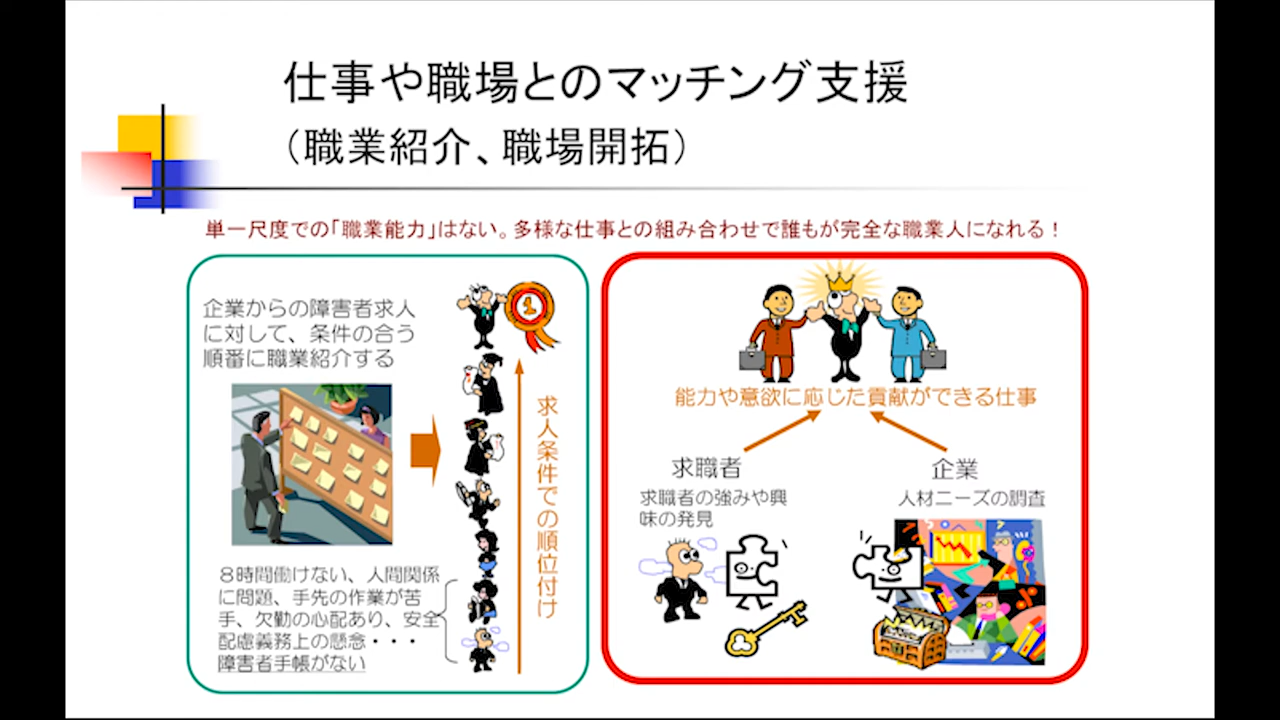 仕事や職場とのマッチング支援
（職業紹介、職場開拓）
単一尺度での「職業能力」はない。多様な仕事との組み合わせで誰もが完全な職業人になれる！
企業からの障害者求人
に対して、条件の合う
順番に職業紹介する
1
求人条件での順位付け
８時間働けない、人間関係
に問題、手先の作業が苦
手、欠勤の心配あり、安全
配慮義務上の懸念・・・
障害者手帳がない
能力や意欲に応じた貢献ができる仕事
求職者
求職者の強みや興
味の発見
企業
人材ニーズの調査